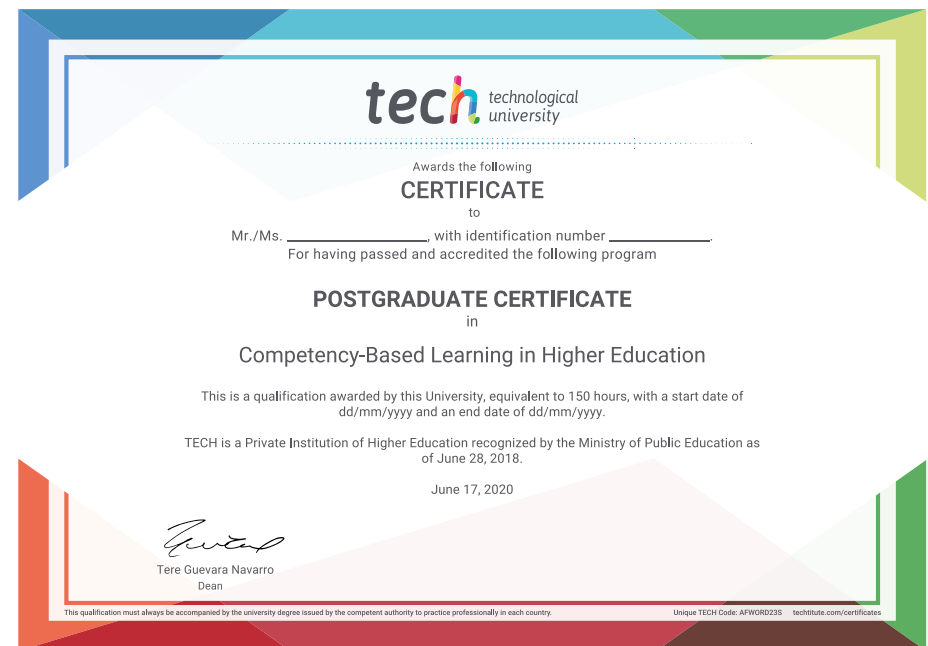 tech technological
university
Awards the following
CERTIFICATE
to
Mr./Ms. ____________________, with identification number ______________.
For having passed and accredited the following program
POSTGRADUATE CERTIFICATE
in
Competency-Based Learning in Higher Education
This is a qualification awarded by this University, equivalent to 150 hours, with a start date of
dd/mm/yyyy and an end date of dd/mm/yyyy.
TECH is a Private Institution of Higher Education recognized by the Ministry of Public Education as
of June 28, 2018.
June 17, 2020
Tere Guevara Navarro
Dean
This qualification must always be accompanied by the university degree issued by the competent authority to practice professionally in each country. Unique TECH Code: AFWORD23S techtitute.com/certificates